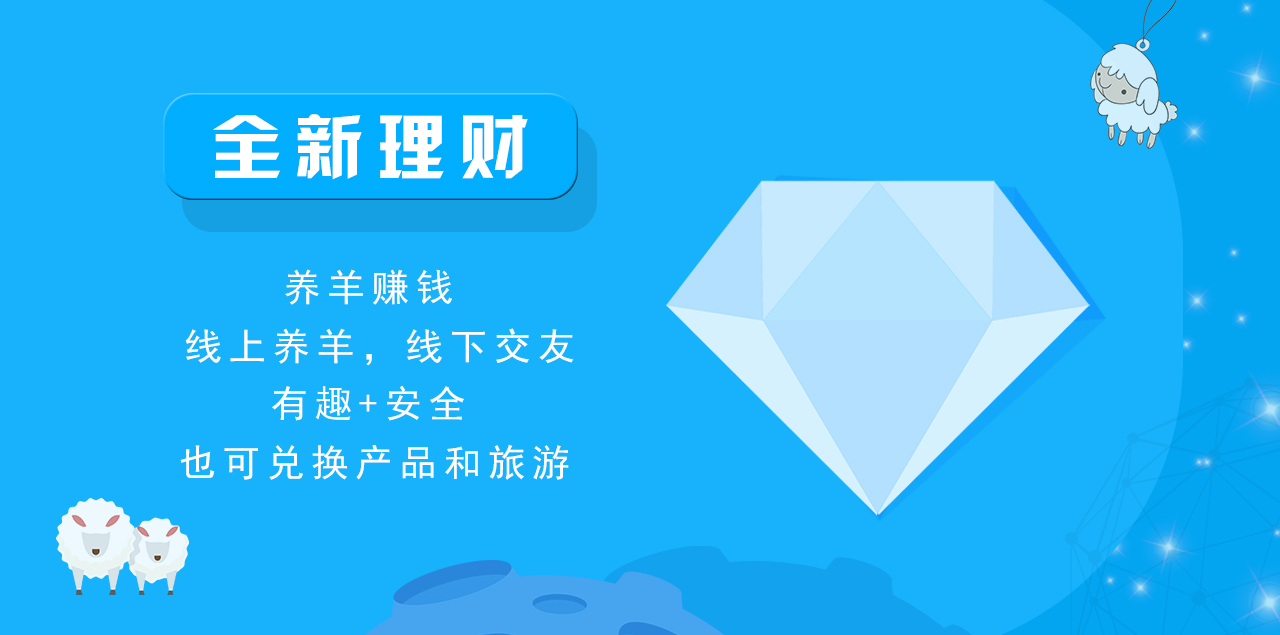 全新理财
养羊赚钱
线上养羊，线下交友
有趣+安全
也可兑换产品和旅游